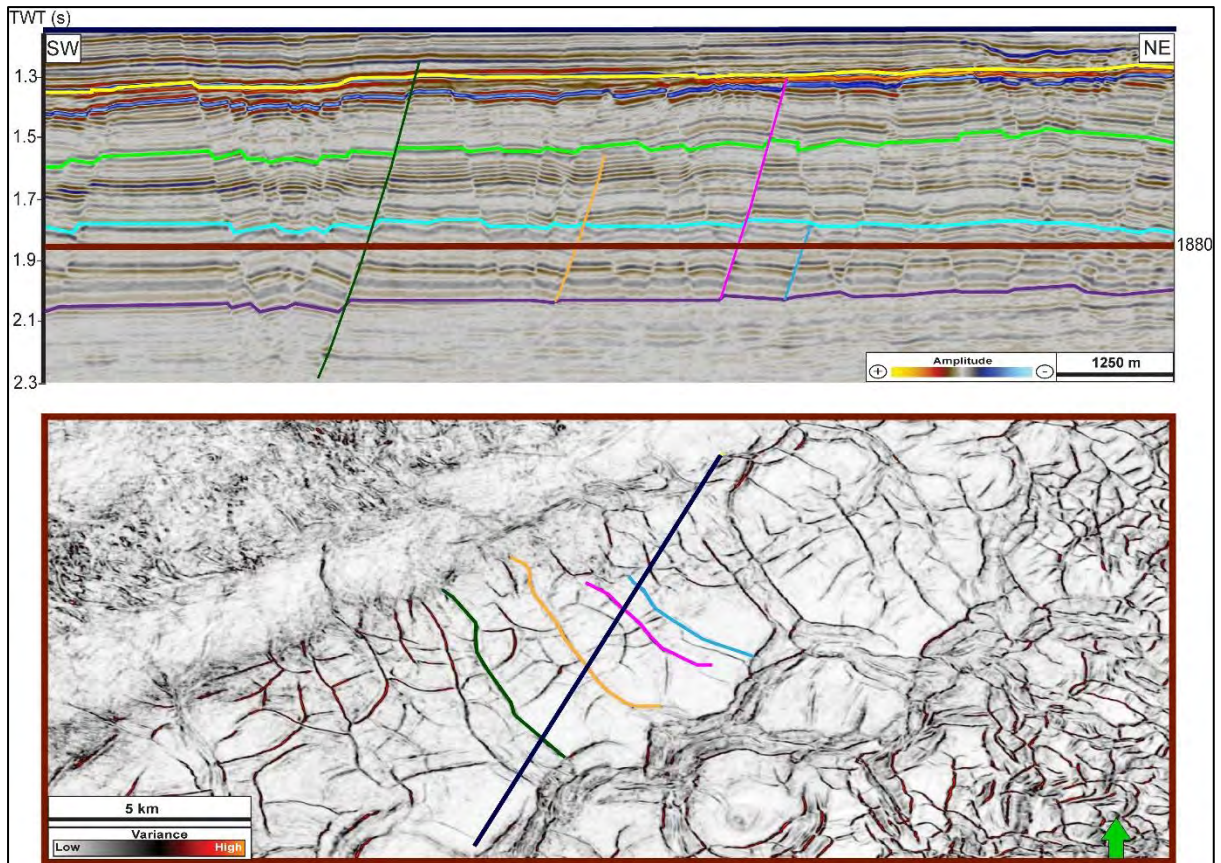 TWT (s)
SW
NE
1.3
1.5
1.7
1880
1.9
2.1
Amplitude
+
-
1250 m
2.3
5 km
Variance
Low
High